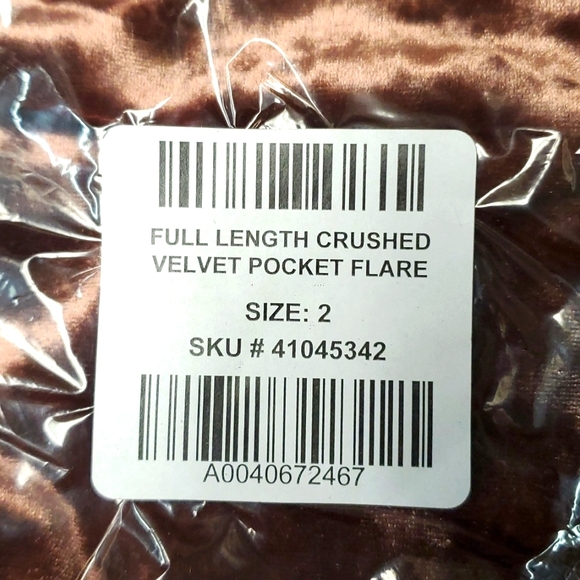 FULL LENGTH CRUSHED
VELVET POCKET FLARE
SIZE: 2
SKU # 41045342
A0040672467